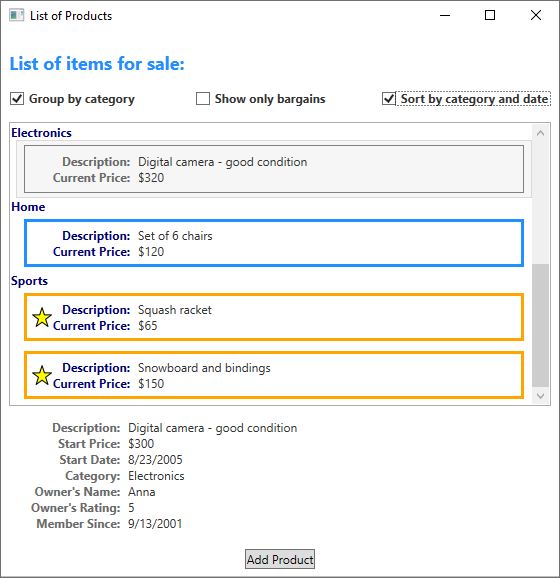 List of Products
List of items for sale:
Group by category Show only bargains Sort by category and date
Electronics
Description: Digital camera - good condition
Current Price: $320
Home
Description: Set of 6 chairs
Current Price: $120
Sports
Description: Squash racket
Current Price: $65
Description: Snowboard and bindings
Current Price: $150
Description: Digital camera - good condition
Start Price: $300
Start Date: 8/23/2005
Category: Electronics
Owner's Name: Anna
Owner's Rating: 5
Member Since: 9/13/2001
Add Product